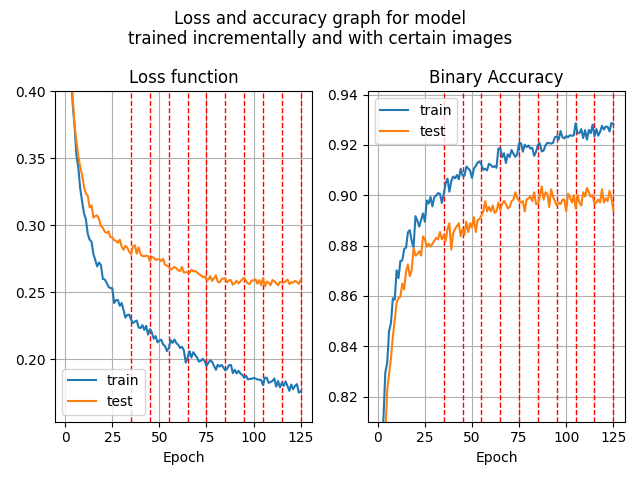 Loss and accuracy graph for model
trained incrementally and with certain images
Loss function
0.40
0.35
0.30
0.25
0.20
train
test
0 25 50 75 100 125
Epoch
Binary Accuracy
0.94
0.92
0.90
0.88
0.86
0.84
0.82
train
test
0 25 50 75 100 125
Epoch